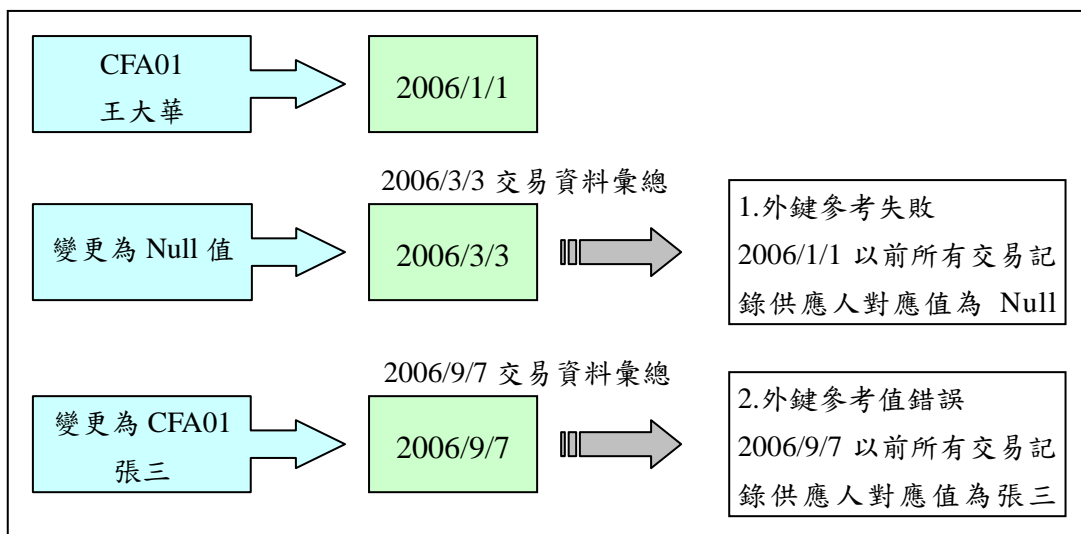 CFA01
王大華
2006/1/1
2006/3/3 交易資料彙總
變更為 Null 值
2006/3/3
1.外鍵參考失敗
2006/1/1 以前所有交易記
錄供應人對應值為 Null
2006/9/7 交易資料彙總
變更為 CFA01
張三
2006/9/7
2.外鍵參考值錯誤
2006/9/7 以前所有交易記
錄供應人對應值為張三